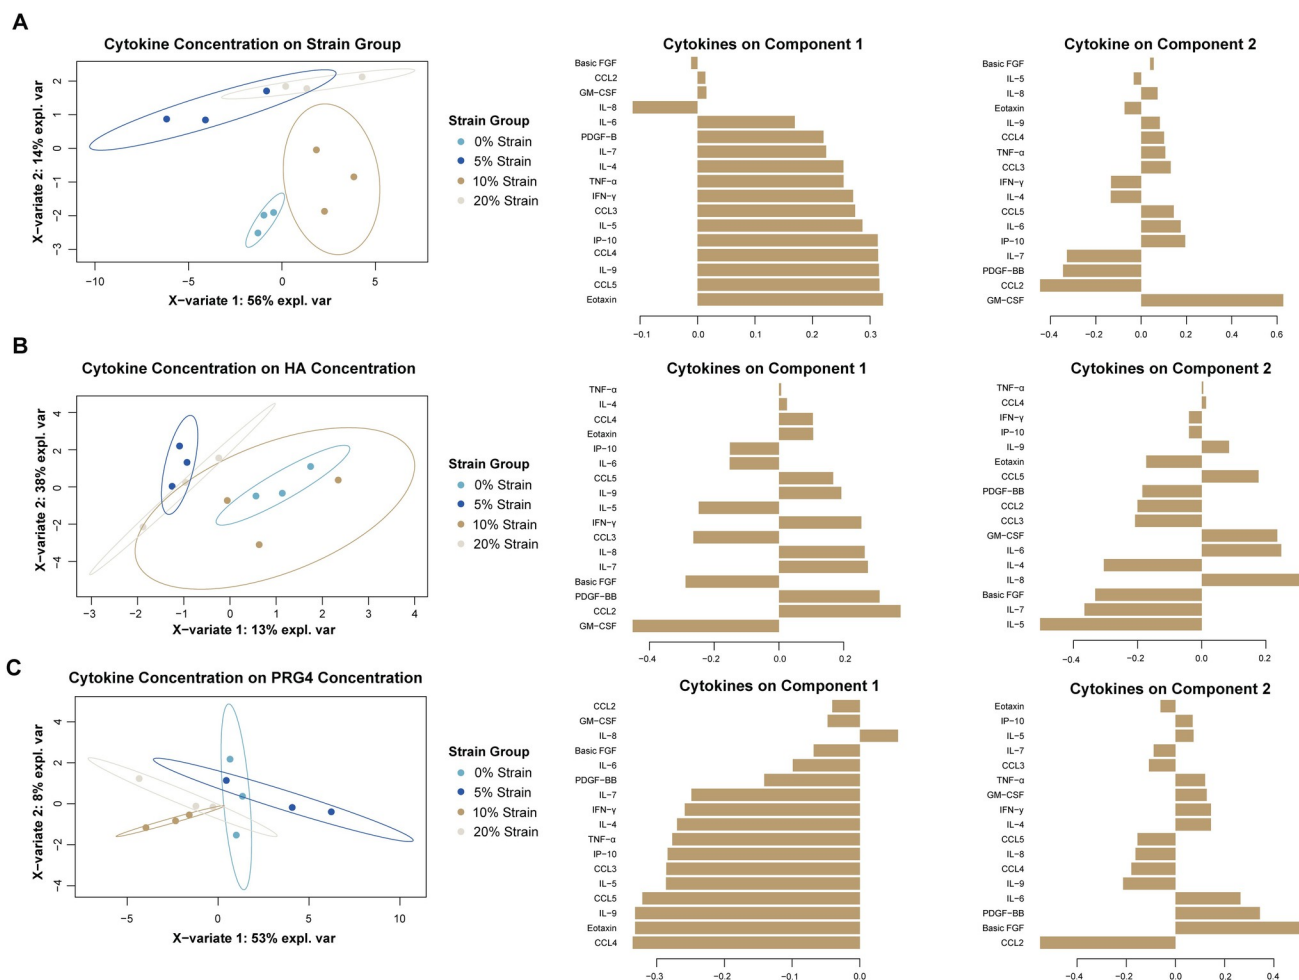 A
Cytokine Concentration on Strain Group
X−variate 2: 14% expl. var
2
1
0
−1
−2
−3
−10
−5
0
5
X−variate 1: 56% expl. var
Strain Group
0% Strain
5% Strain
10% Strain
20% Strain
Cytokines on Component 1
Basic FGF
CCL2
GM−CSF
IL−8
IL−6
PDGF−B
IL−7
IL−4
TNF−α
IFN−γ
CCL3
IL−5
IP−10
CCL4
IL−9
CCL5
Eotaxin
−0.1
0.0
0.1
0.2
0.3
Cytokine on Component 2
Basic FGF
IL−5
IL−8
Eotaxin
IL−9
CCL4
TNF−α
CCL3
IFN−γ
IL−4
CCL5
IL−6
IP−10
IL−7
PDGF−BB
CCL2
GM−CSF
−0.4
−0.2
0.0
0.2
0.4
0.6
B
Cytokine Concentration on HA Concentration
X−variate 2: 38% expl. var
4
2
0
−2
−4
−3
−2
−1
0
1
2
3
4
X−variate 1: 13% expl. var
Strain Group
0% Strain
5% Strain
10% Strain
20% Strain
Cytokines on Component 1
TNF−α
IL−4
CCL4
Eotaxin
IP−10
IL−6
CCL5
IL−9
IL−5
IFN−γ
CCL3
IL−8
IL−7
Basic FGF
PDGF−BB
CCL2
GM−CSF
−0.4
−0.2
0.0
0.2
Cytokines on Component 2
TNF−α
CCL4
IFN−γ
IP−10
IL−9
Eotaxin
CCL5
PDGF−BB
CCL2
CCL3
GM−CSF
IL−6
IL−4
IL−8
Basic FGF
IL−7
IL−5
−0.4
−0.2
0.0
0.2
C
Cytokine Concentration on PRG4 Concentration
X−variate 2: 8% expl. var
4
2
0
−2
−4
−5
0
5
10
X−variate 1: 53% expl. var
Strain Group
0% Strain
5% Strain
10% Strain
20% Strain
Cytokines on Component 1
CCL2
GM−CSF
IL−8
Basic FGF
IL−6
PDGF−BB
IL−7
IFN−γ
IL−4
TNF−α
IP−10
CCL3
IL−5
CCL5
IL−9
Eotaxin
CCL4
−0.3
−0.2
−0.1
0.0
Cytokines on Component 2
Eotaxin
IP−10
IL−5
IL−7
CCL3
TNF−α
GM−CSF
IFN−γ
IL−4
CCL5
IL−8
CCL4
IL−9
IL−6
PDGF−BB
Basic FGF
CCL2
−0.4
−0.2
0.0
0.2
0.4